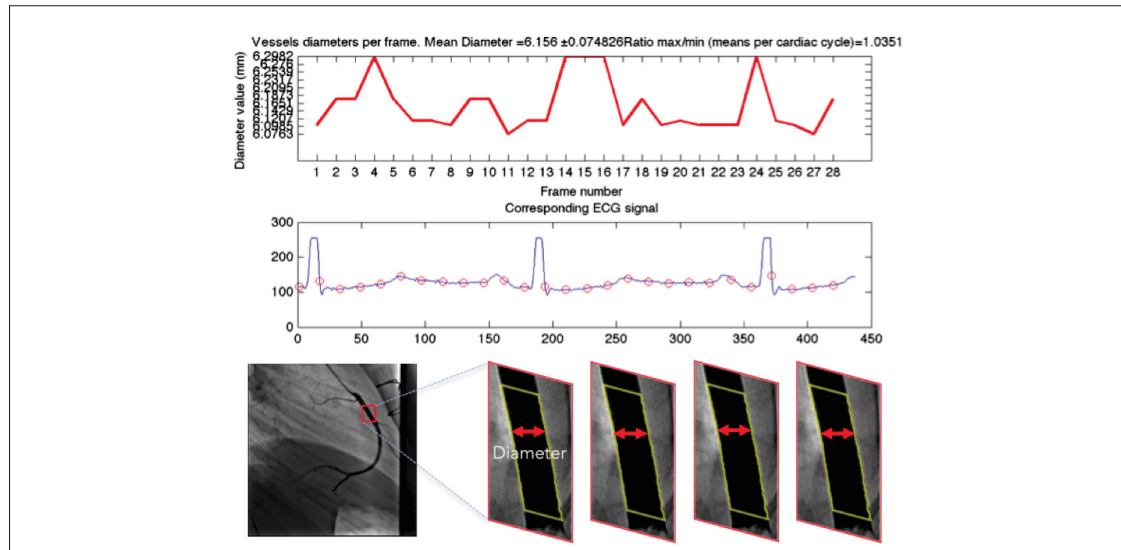 Vessels diameters per frame. Mean Diameter =6.156 ±0.074826Ratio max/min (means per cardiac cycle)=1.0351
Diameter value (mm)
6.2982
6.276
6.2539
6.2317
6.2095
6.1873
6.1651
6.1429
6.1207
6.0985
6.0763
1 2 3 4 5 6 7 8 9 10 11 12 13 14 15 16 17 18 19 20 21 22 23 24 25 26 27 28
Frame number
Corresponding ECG signal
300
200
100
0
0 50 100 150 200 250 300 350 400 450
Diameter